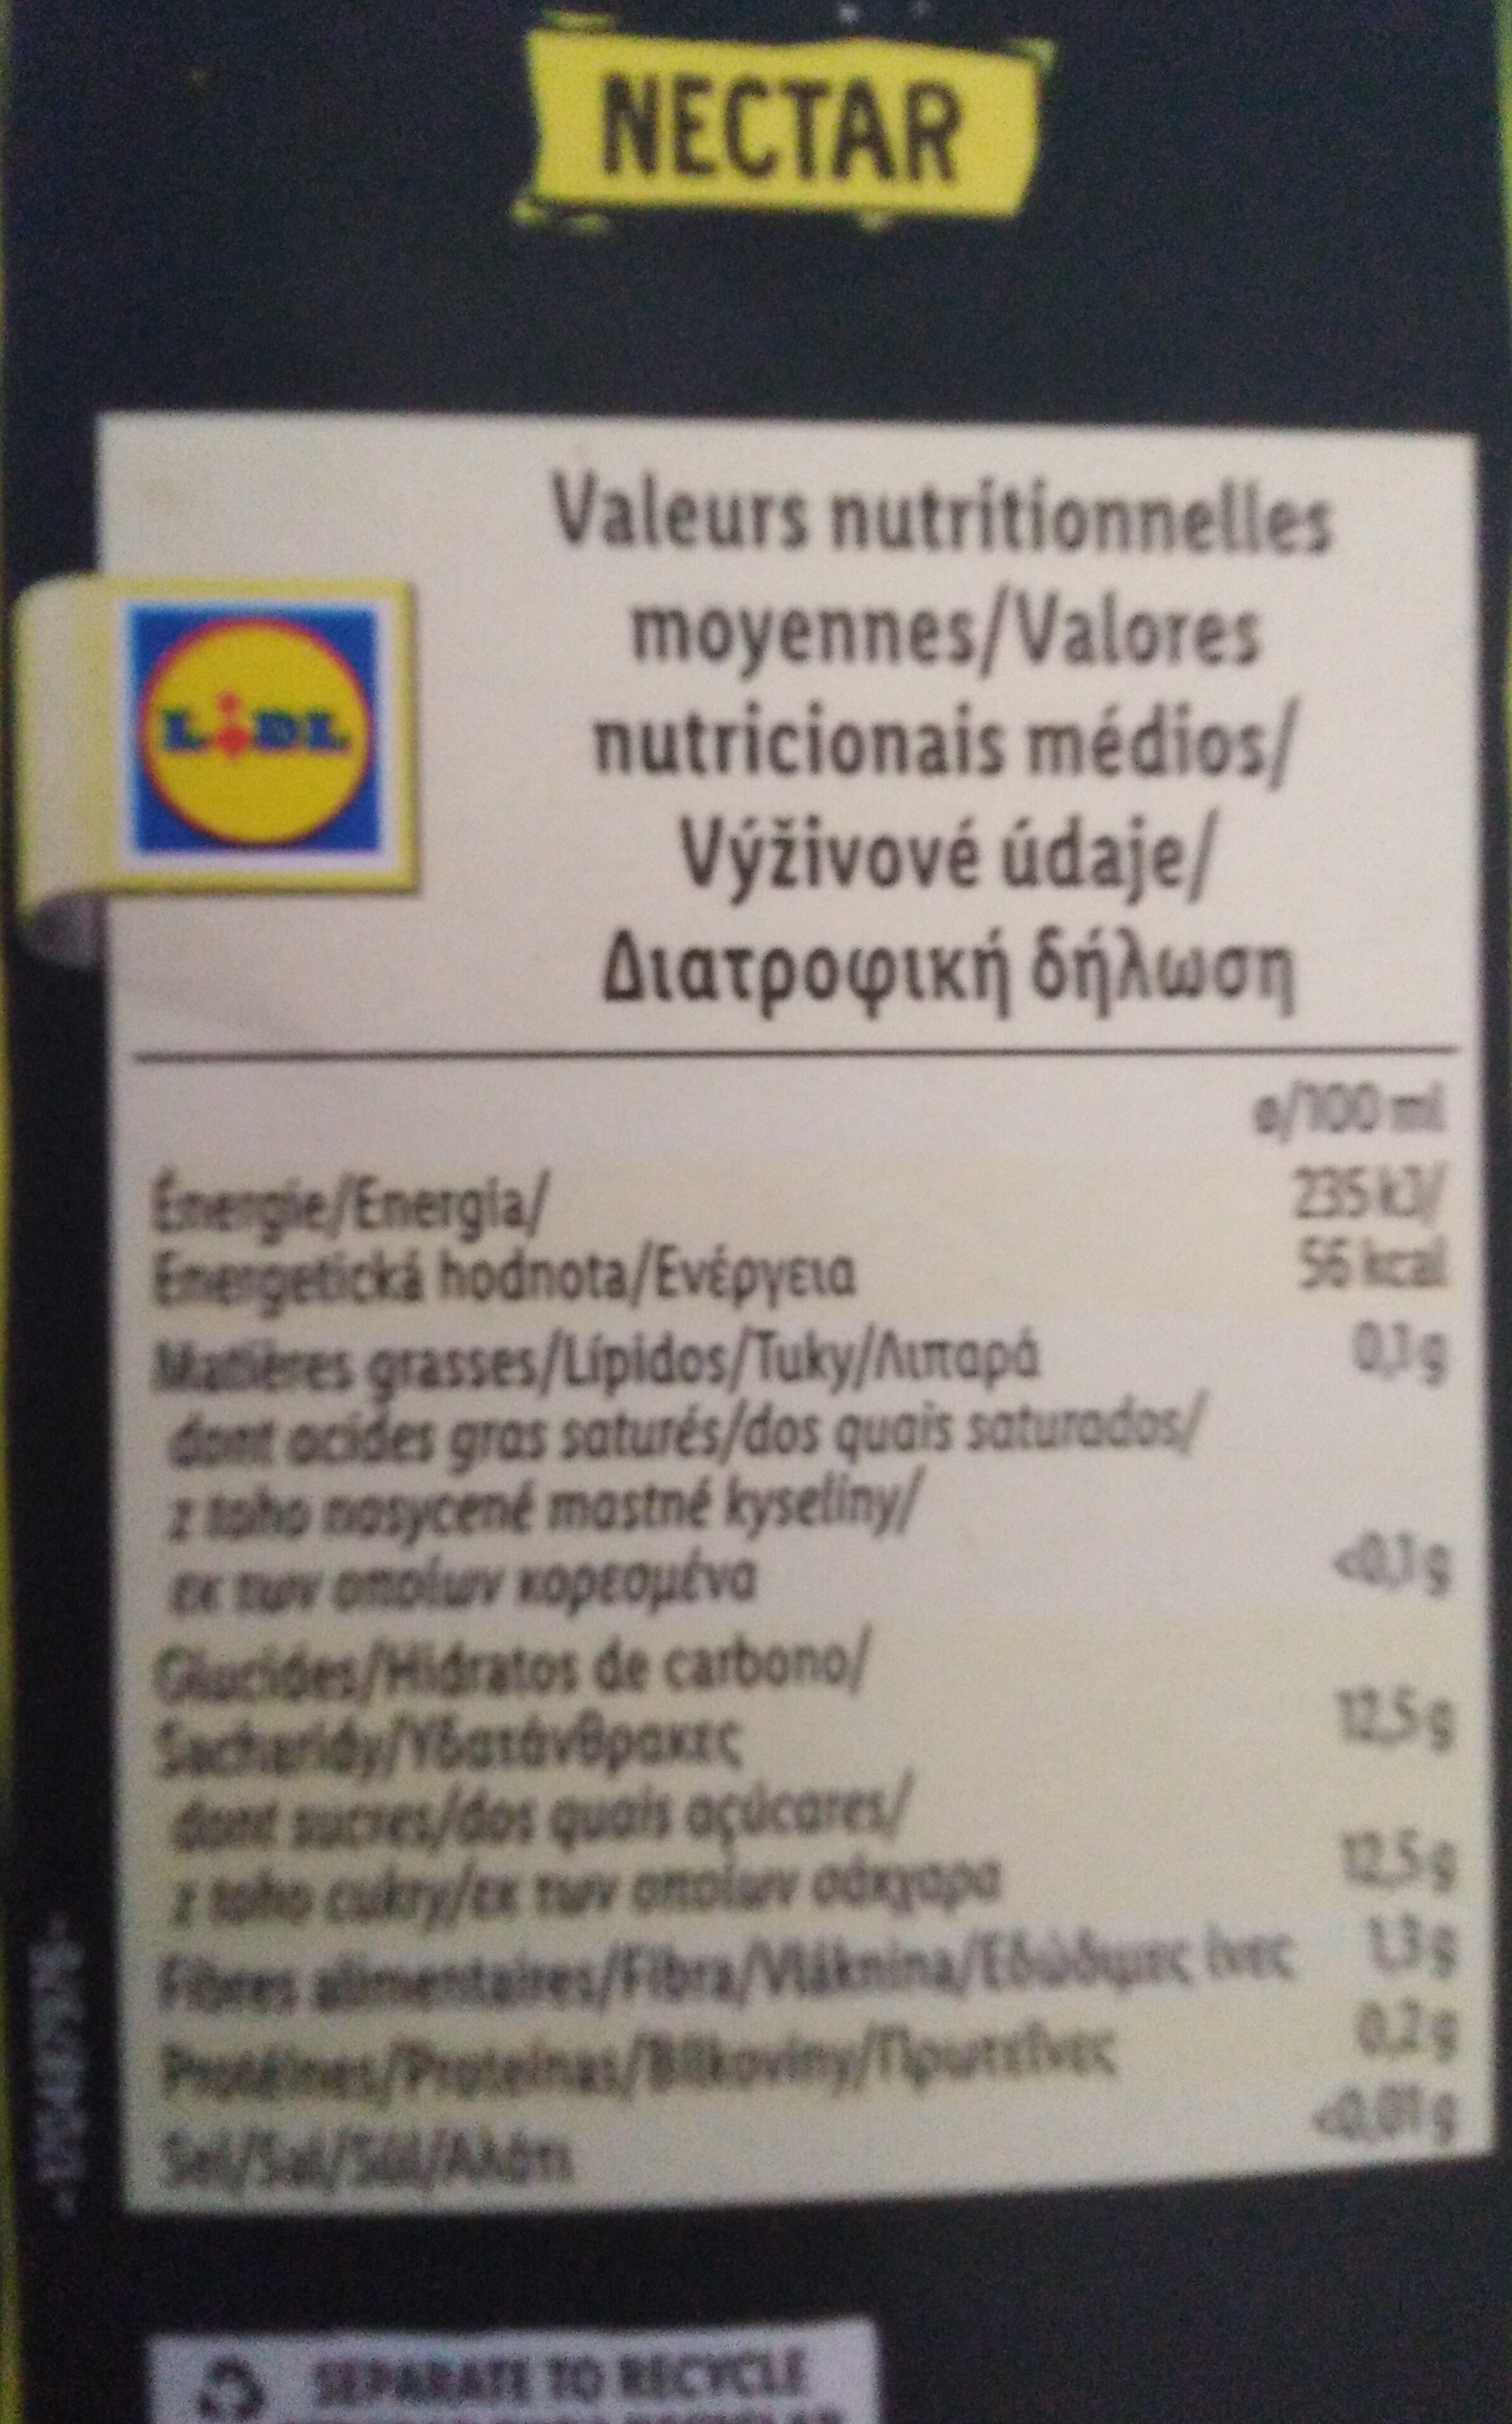 NECTAR
Valeurs nutritionnelles
moyennes/Valores
nutricionais médios/
Výživové údaje/
Διατροφική δήλωση
LIDL
ø/100 ml
Énergie/Energia/ 235 kJ/
Energetická hodnota/Ενέργεια 56 kcal
Matières grasses/Lípidos/Tuky/Λιπαρά 0,1 g
dont acides gras saturés/dos quais saturados/
z toho nasycené mastné kyseliny/
εκ των οποίων κορεσμένα <0,1 g
Glucides/Hidratos de carbono/
Sacharidy/Υδατάνθρακες 12,5 g
dont sucres/dos quais açúcares/
z toho cukry/εκ των οποίων σάκχαρα 12,5 g
Fibres alimentaires/Fibra/Vláknina/Εδώδιμες ίνες 1,3 g
Protéines/Proteínas/Bílkoviny/Πρωτεΐνες 0,2 g
Sel/Sal/Sůl/Αλάτι <0,01 g
SEPARATE TO RECYCLE